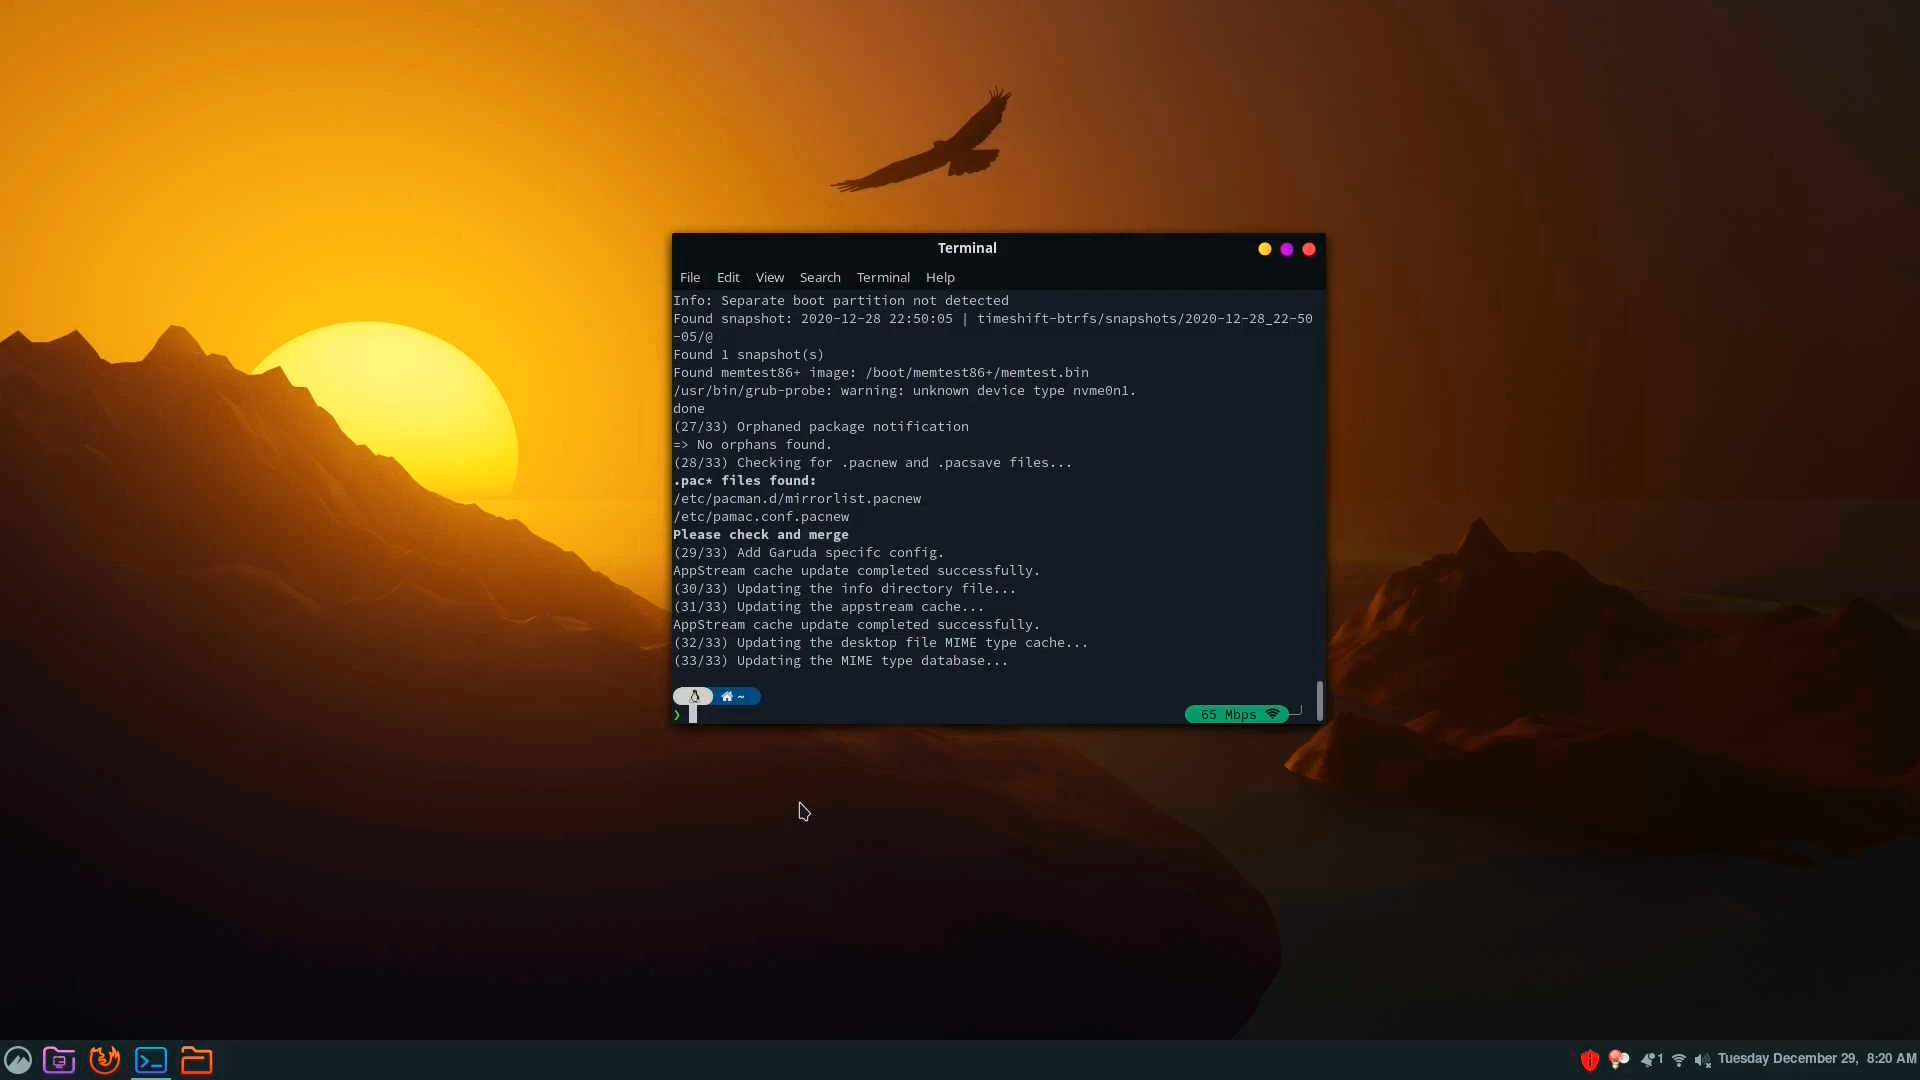 Terminal
File Edit View Search Terminal Help
Info: Separate boot partition not detected
Found snapshot: 2020-12-28 22:50:05 | timeshift-btrfs/snapshots/2020-12-28_22-50
-05/@
Found 1 snapshot(s)
Found memtest86+ image: /boot/memtest86+/memtest.bin
/usr/bin/grub-probe: warning: unknown device type nvme0n1.
done
(27/33) Orphaned package notification
=> No orphans found.
(28/33) Checking for .pacnew and .pacsave files...
.pac* files found:
/etc/pacman.d/mirrorlist.pacnew
/etc/pamac.conf.pacnew
Please check and merge
(29/33) Add Garuda specifc config.
AppStream cache update completed successfully.
(30/33) Updating the info directory file...
(31/33) Updating the appstream cache...
AppStream cache update completed successfully.
(32/33) Updating the desktop file MIME type cache...
(33/33) Updating the MIME type database...
~
❯ 65 Mbps
1 Tuesday December 29, 8:20 AM